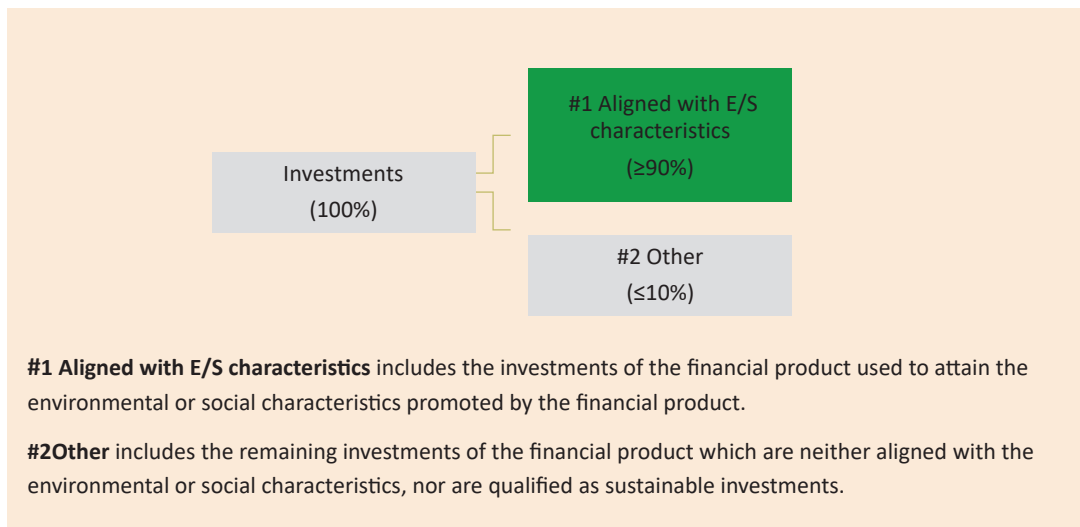 #1 Aligned with E/S
characteristics
(≥90%)
Investments
(100%)
#2 Other
(≤10%)
#1 Aligned with E/S characteristics includes the investments of the financial product used to attain the
environmental or social characteristics promoted by the financial product.
#2Other includes the remaining investments of the financial product which are neither aligned with the
environmental or social characteristics, nor are qualified as sustainable investments.